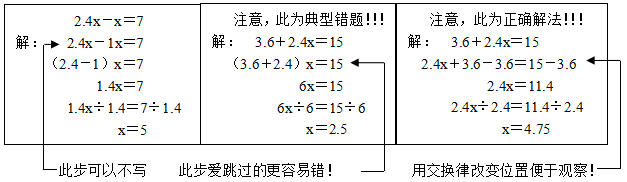 2.4x－x＝7
解： 2.4x－1x＝7
（2.4－1）x＝7
1.4x＝7
1.4x÷1.4＝7÷1.4
x＝5
注意，此为典型错题!!!
解： 3.6＋2.4x＝15
（3.6＋2.4）x＝15
6x＝15
6x÷6＝15÷6
x＝2.5
注意，此为正确解法!!!
解： 3.6＋2.4x＝15
2.4x＋3.6－3.6＝15－3.6
2.4x＝11.4
2.4x÷2.4＝11.4÷2.4
x＝4.75
此步可以不写
此步爱跳过的更容易错！
用交换律改变位置便于观察！